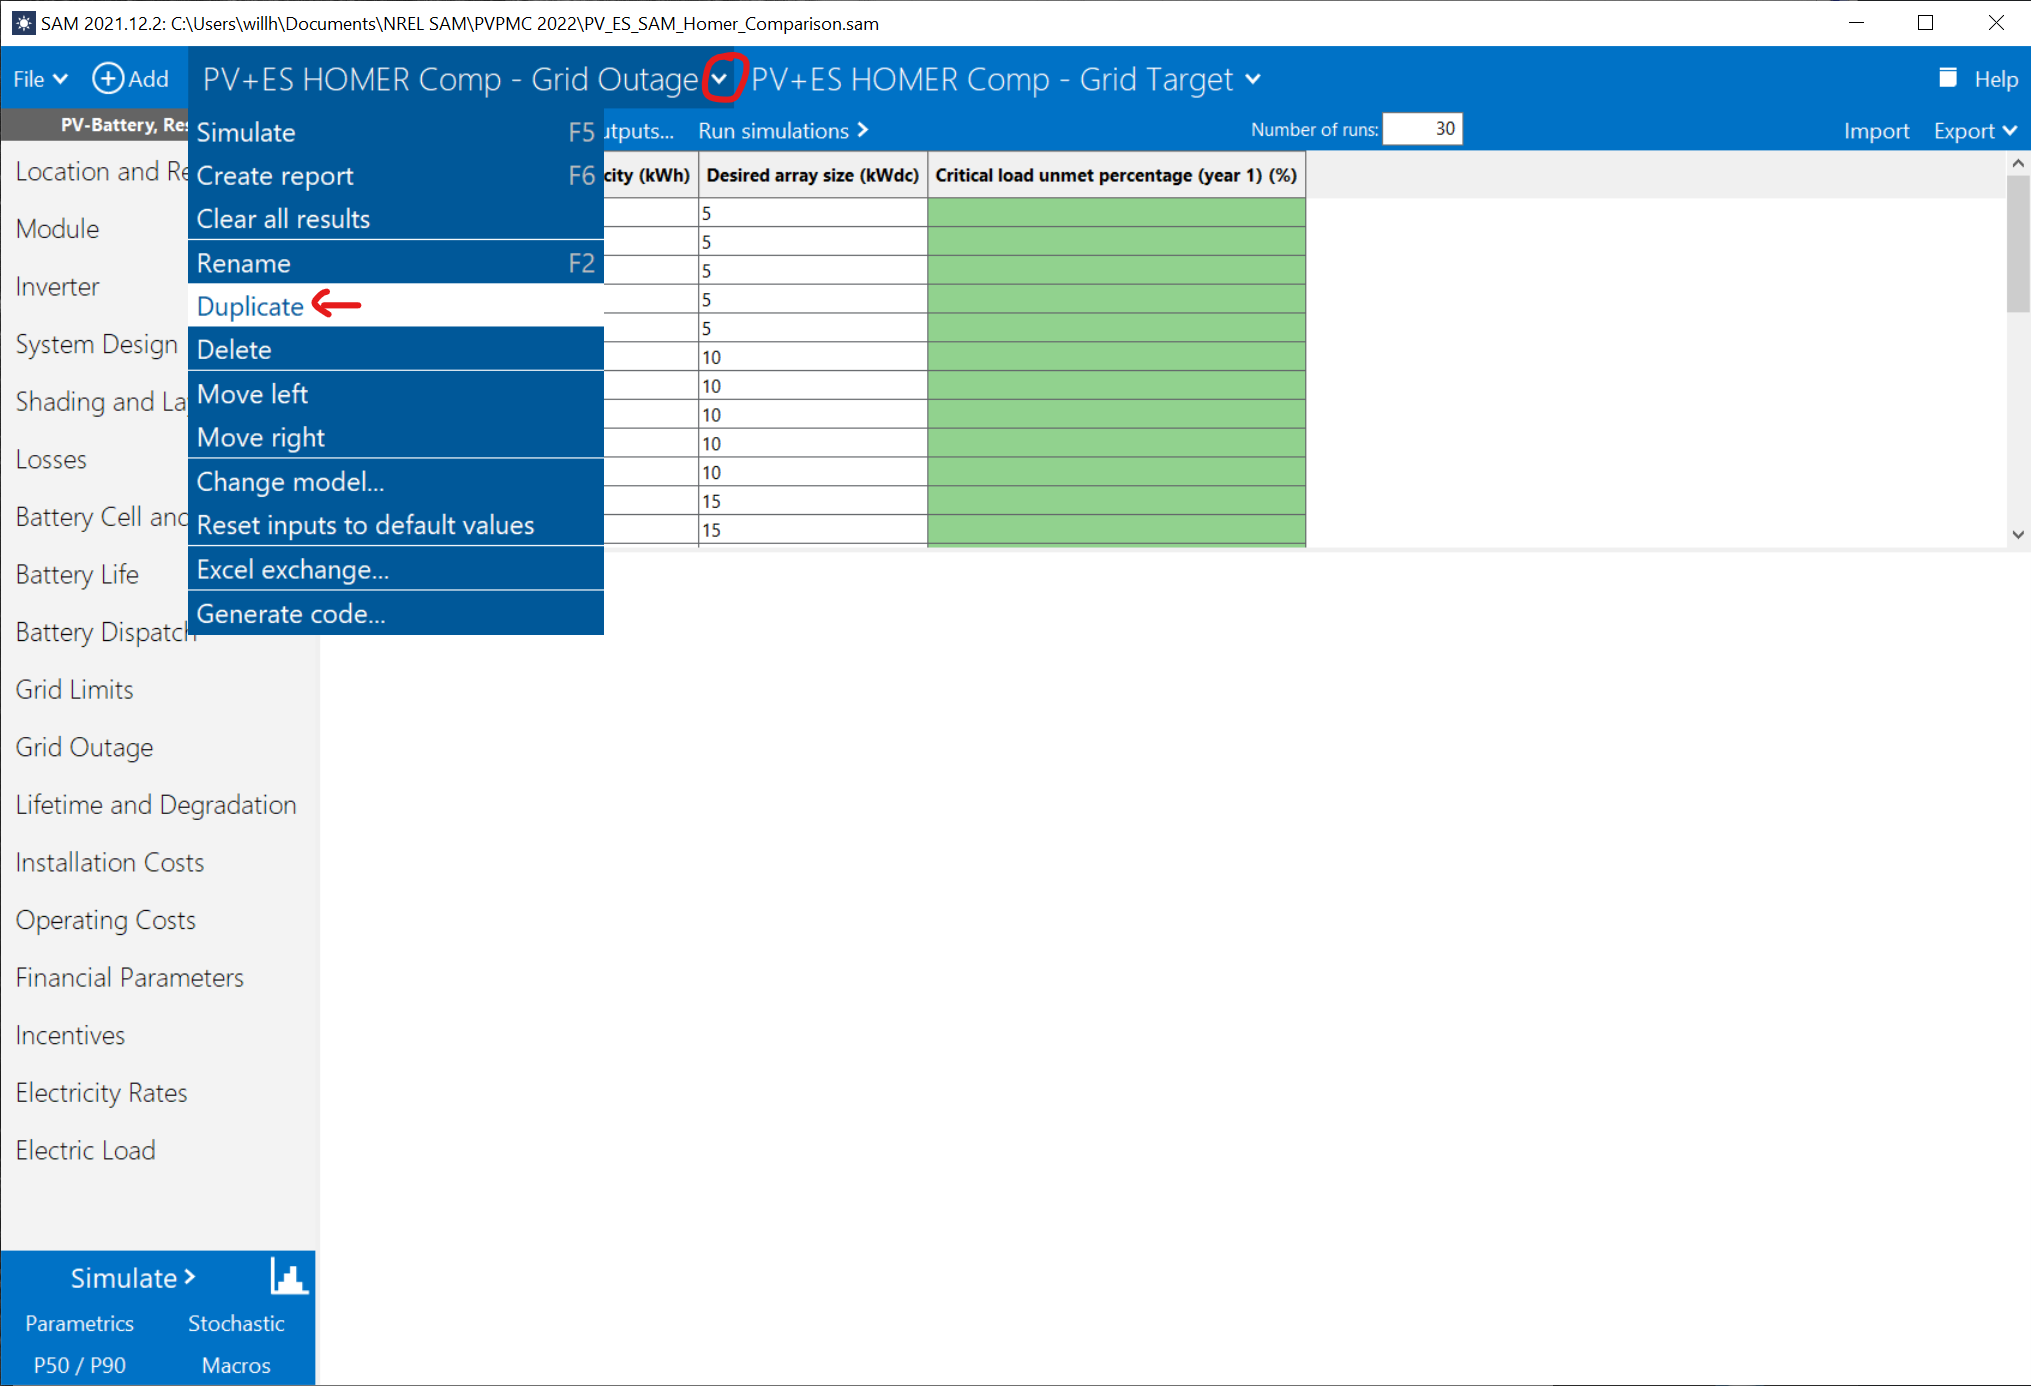 SAM 2021.12.2: C:\Users\willh\Documents\NREL SAM\PVPMC 2022\PV_ES_SAM_Homer_Comparison.sam
File Add PV+ES HOMER Comp - Grid Outage PV+ES HOMER Comp - Grid Target Help
PV-Battery, Res
utputs... Run simulations Number of runs: 30 Import Export
Simulate F5
Create report F6
Clear all results
Rename F2
Duplicate
Delete
Move left
Move right
Change model...
Reset inputs to default values
Excel exchange...
Generate code...
city (kWh) Desired array size (kWdc) Critical load unmet percentage (year 1) (%)
5
5
5
5
5
10
10
10
10
10
15
15
Location and Re
Module
Inverter
System Design
Shading and Lay
Losses
Battery Cell and
Battery Life
Battery Dispatch
Grid Limits
Grid Outage
Lifetime and Degradation
Installation Costs
Operating Costs
Financial Parameters
Incentives
Electricity Rates
Electric Load
Simulate
Parametrics Stochastic
P50 / P90 Macros